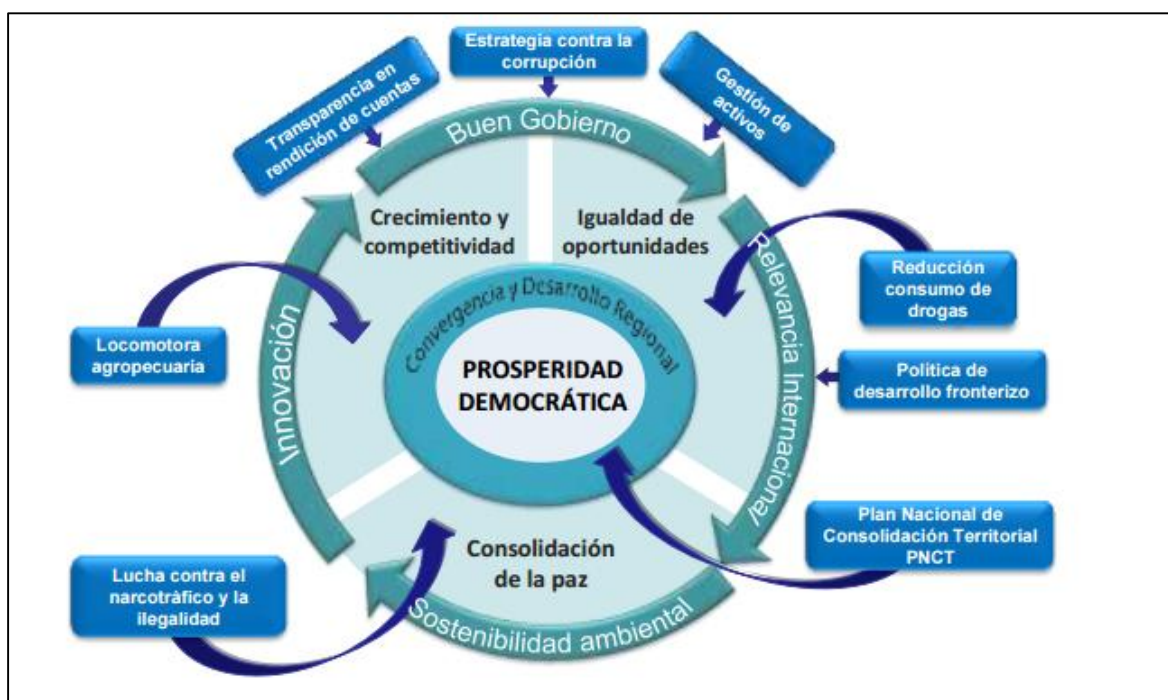 Estrategia contra la
corrupción
Transparencia en
rendición de cuentas
Gestión de
activos
Buen Gobierno
Crecimiento y
competitividad
Igualdad de
oportunidades
Relevancia Internacional
Reducción
consumo de
drogas
Innovación
Convergencia y Desarrollo Regional
Locomotora
agropecuaria
PROSPERIDAD
DEMOCRÁTICA
Política de
desarrollo fronterizo
Plan Nacional de
Consolidación Territorial
PNCT
Consolidación
de la paz
Lucha contra el
narcotráfico y la
ilegalidad
Sostenibilidad ambiental